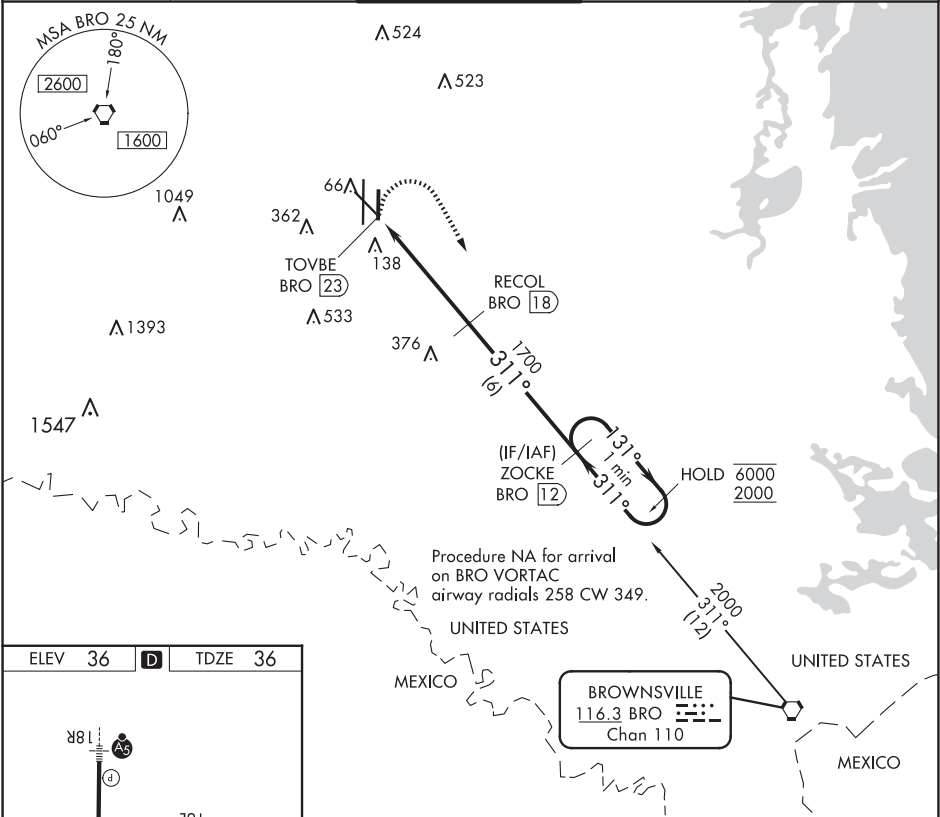 MSA BRO 25 NM
180°
2600
060°
1600
524
523
1049
66
362
138
TOVBE
BRO 23
RECOL
BRO 18
533
1393
376
1700
311°
(6)
1547
(IF/IAF)
ZOCKE
BRO 12
131°
1 min
311°
HOLD 6000
2000
Procedure NA for arrival
on BRO VORTAC
airway radials 258 CW 349.
UNITED STATES
MEXICO
2000
311°
(12)
UNITED STATES
MEXICO
BROWNSVILLE
116.3 BRO
Chan 110
ELEV 36 D TDZE 36
18R
A5
P